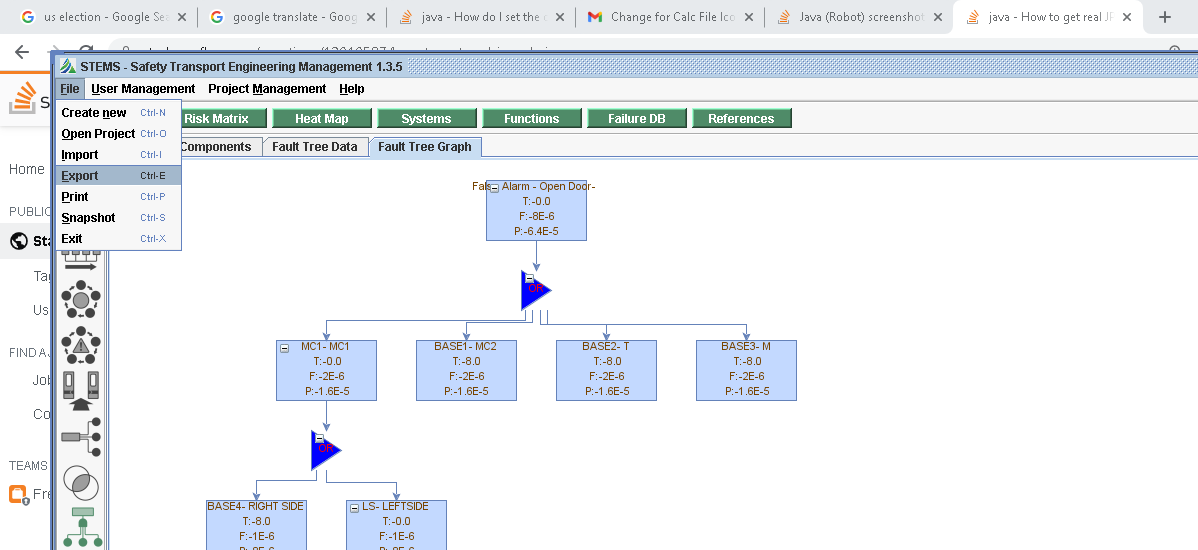 us election - Google Sea
google translate - Goog
java - How do I set the
Change for Calc File Ico
Java (Robot) screenshot
java - How to get real JF
STEMS - Safety Transport Engineering Management 1.3.5
File User Management Project Management Help
Create new Ctrl-N
Open Project Ctrl-O
Import Ctrl-I
Export Ctrl-E
Print Ctrl-P
Snapshot Ctrl-S
Exit Ctrl-X
Risk Matrix Heat Map Systems Functions Failure DB References
Components Fault Tree Data Fault Tree Graph
Home
PUBLIC
Sta
Tag
Us
FIND A J
Job
Co
TEAMS
Fre
Fals Alarm - Open Door-
T:-0.0
F:-8E-6
P:-6.4E-5
OR
MC1- MC1
T:-0.0
F:-2E-6
P:-1.6E-5
BASE1- MC2
T:-8.0
F:-2E-6
P:-1.6E-5
BASE2- T
T:-8.0
F:-2E-6
P:-1.6E-5
BASE3- M
T:-8.0
F:-2E-6
P:-1.6E-5
OR
BASE4- RIGHT SIDE
T:-8.0
F:-1E-6
LS- LEFTSIDE
T:-0.0
F:-1E-6